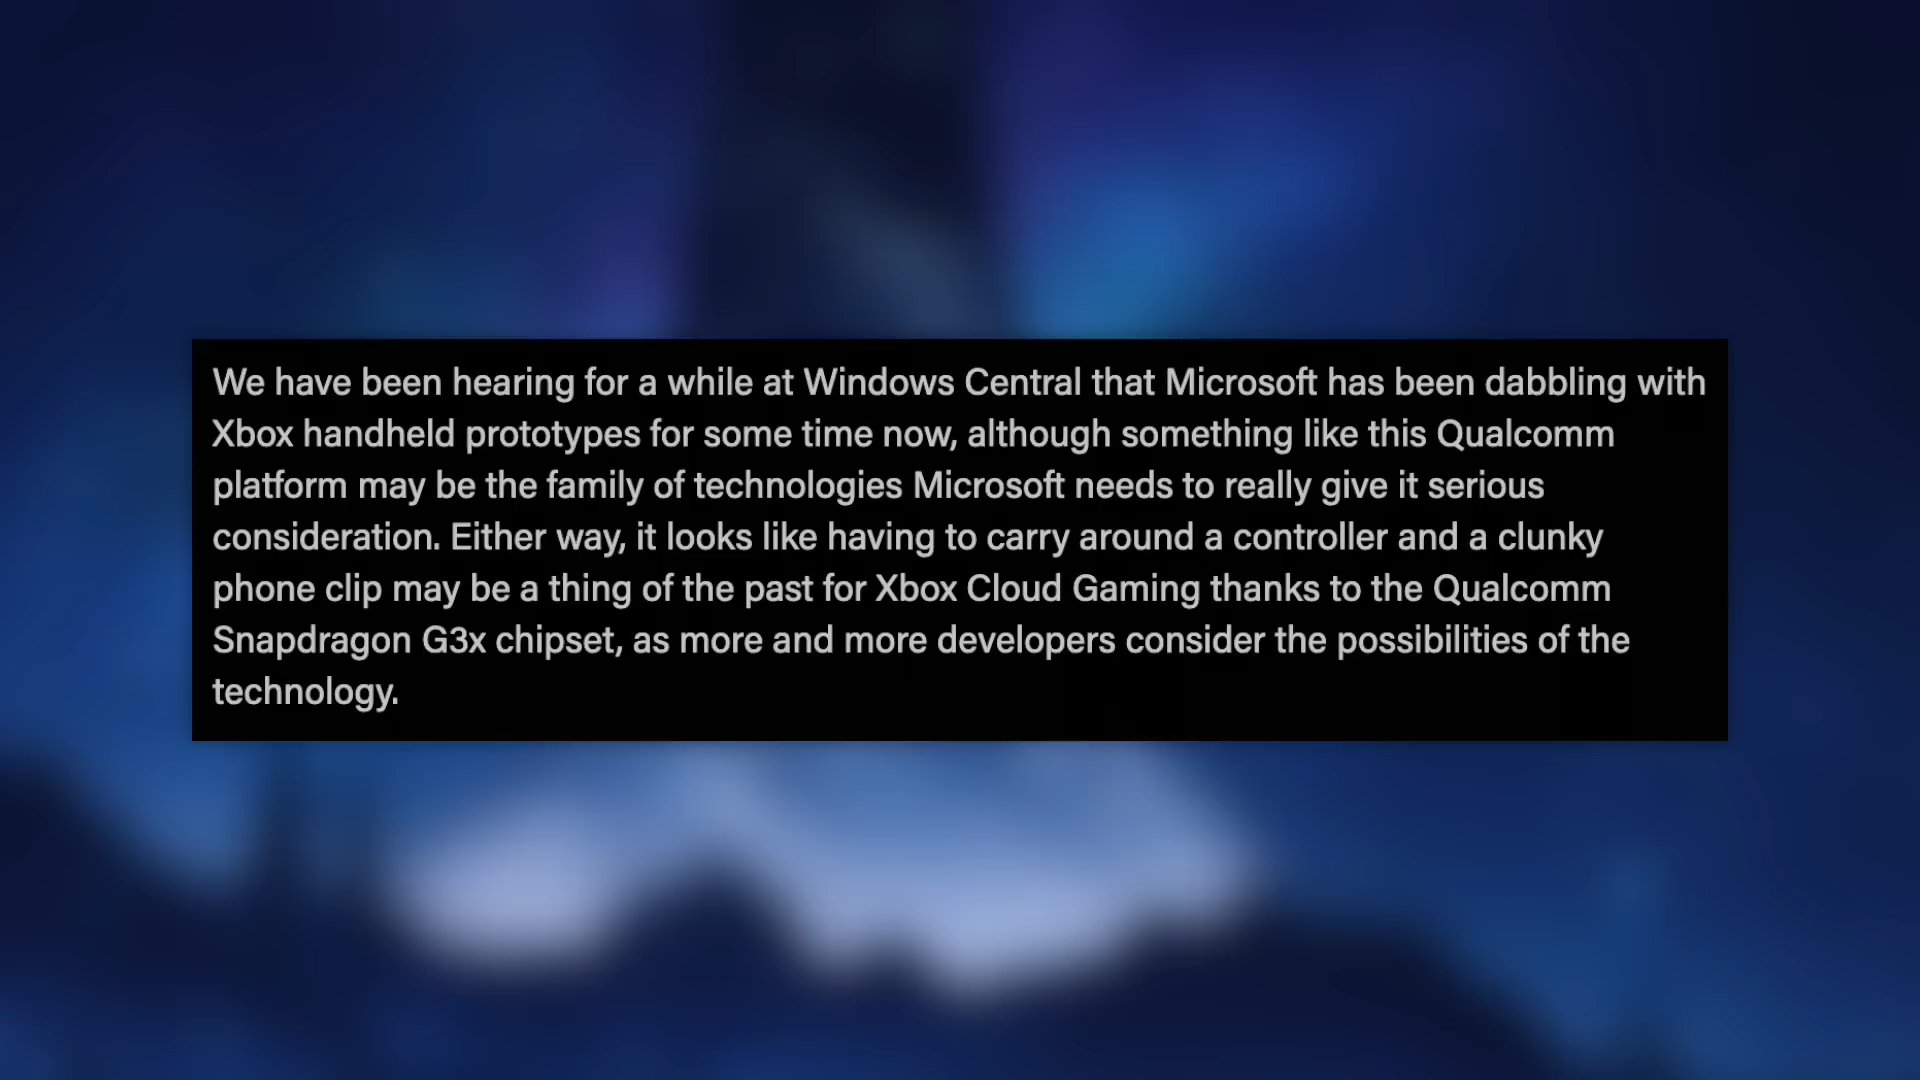 We have been hearing for a while at Windows Central that Microsoft has been dabbling with
Xbox handheld prototypes for some time now, although something like this Qualcomm
platform may be the family of technologies Microsoft needs to really give it serious
consideration. Either way, it looks like having to carry around a controller and a clunky
phone clip may be a thing of the past for Xbox Cloud Gaming thanks to the Qualcomm
Snapdragon G3x chipset, as more and more developers consider the possibilities of the
technology.